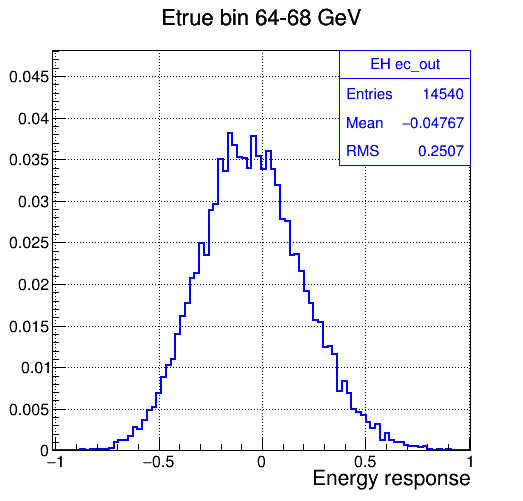 Etrue bin 64-68 GeV
EH ec_out
Entries 14540
Mean −0.04767
RMS 0.2507
0.045
0.04
0.035
0.03
0.025
0.02
0.015
0.01
0.005
0
−1 −0.5 0 0.5 1
Energy response